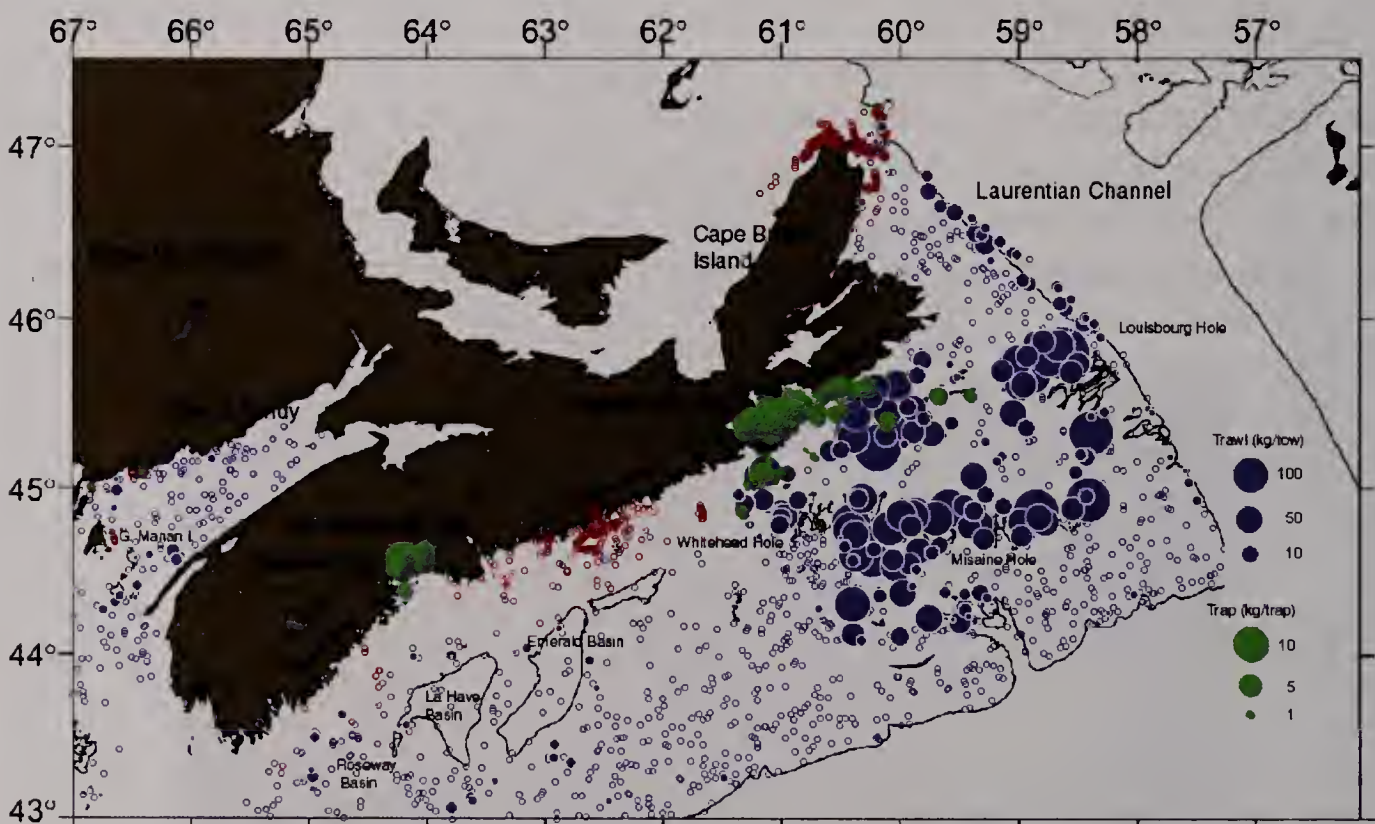 67° 66° 65° 64° 63° 62° 61° 60° 59° 58° 57°
47°
46°
45°
44°
43°
Laurentian Channel
Cape B
Island
Louisbourg Hole
ndy
Trawl (kg/tow)
100
50
10
G. Manan I.
Whitehead Hole
Misaine Hole
Trap (kg/trap)
10
5
1
Emerald Basin
La Have
Basin
Roseway
Basin